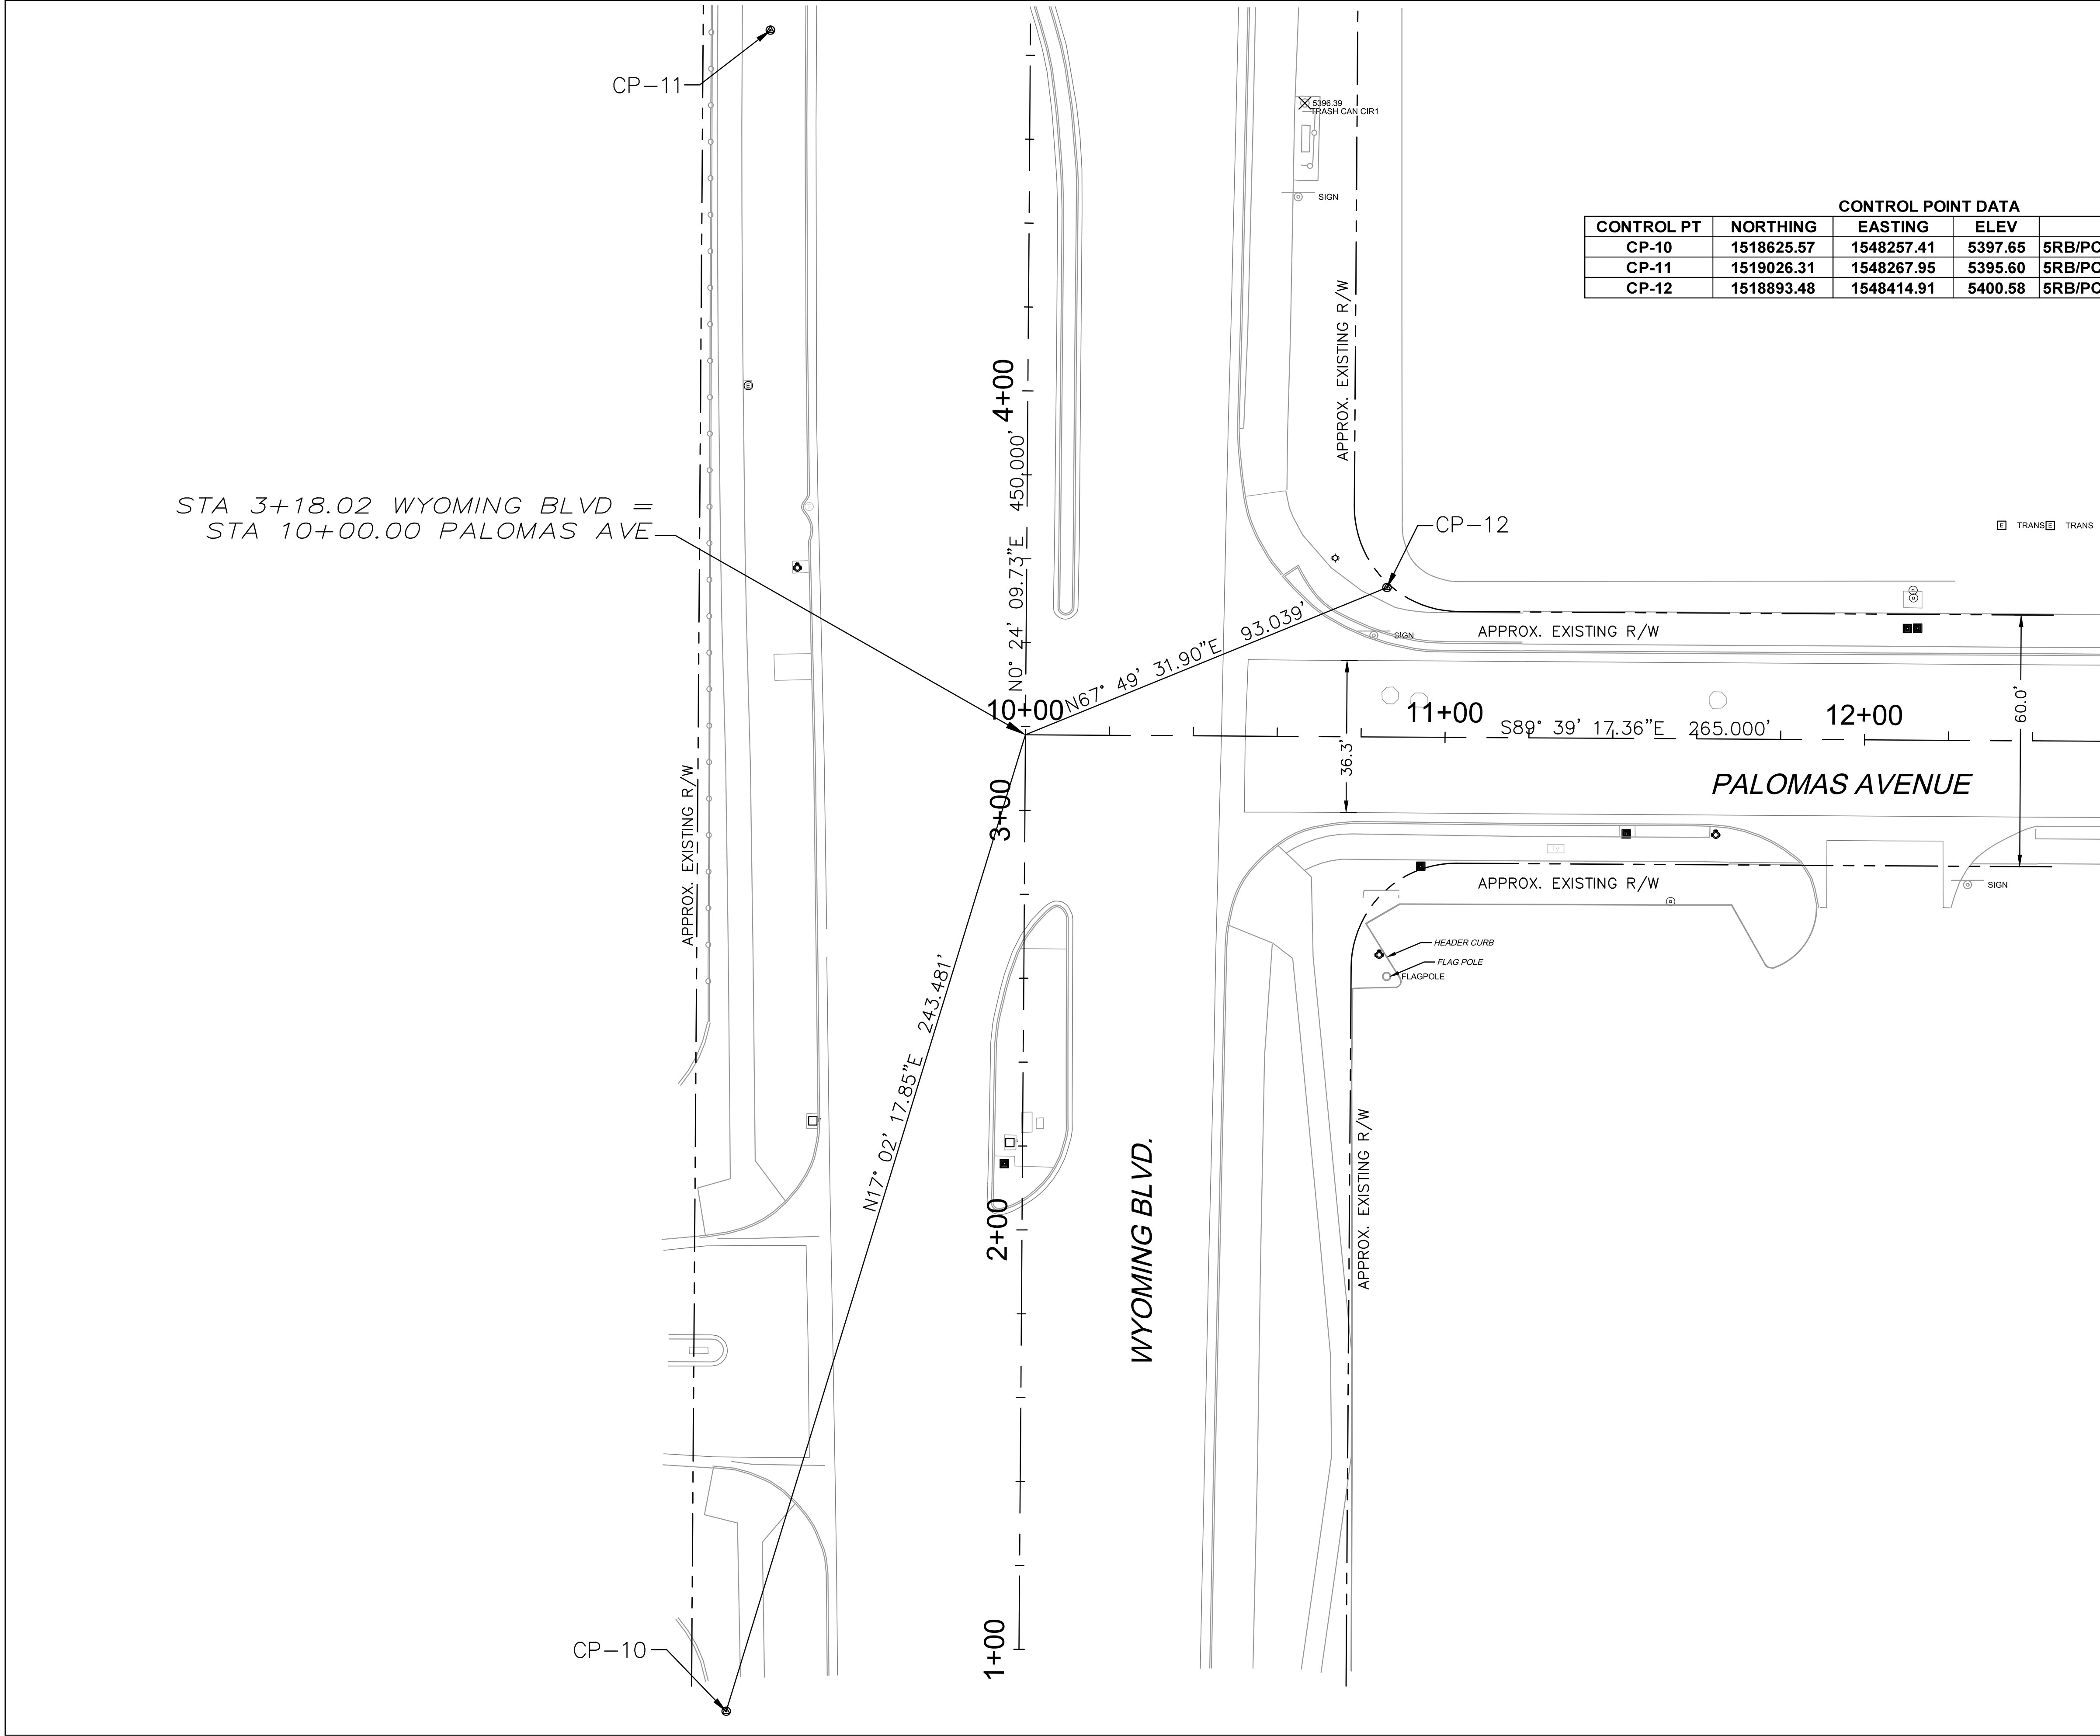 CP-11
5396.39
TRASH CAN CIR1
SIGN
CONTROL POINT DATA
CONTROL PT NORTHING EASTING ELEV
CP-10 1518625.57 1548257.41 5397.65 5RB/PC
CP-11 1519026.31 1548267.95 5395.60 5RB/PC
CP-12 1518893.48 1548414.91 5400.58 5RB/PC
APPROX. EXISTING R/W
4+00
N0° 24' 09.73"E 450.000'
STA 3+18.02 WYOMING BLVD =
STA 10+00.00 PALOMAS AVE
CP-12
E TRANS E TRANS
E
SIGN
APPROX. EXISTING R/W
N67° 49' 31.90"E 93.039'
10+00
11+00
S89° 39' 17.36"E 265.000'
12+00
60.0'
36.3'
PALOMAS AVENUE
3+00
APPROX. EXISTING R/W
TV
APPROX. EXISTING R/W
SIGN
HEADER CURB
FLAG POLE
FLAGPOLE
N17° 02' 17.85"E 243.481'
2+00
WYOMING BLVD.
APPROX. EXISTING R/W
1+00
CP-10